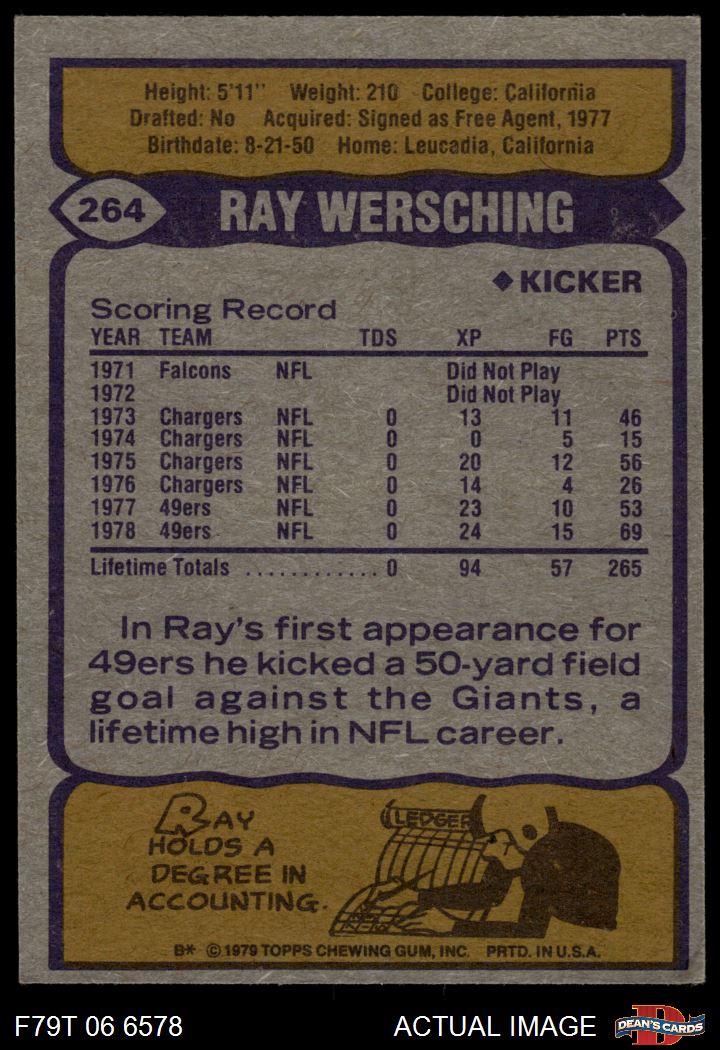 Height: 5'11" Weight: 210 College: California
Drafted: No Acquired: Signed as Free Agent, 1977
Birthdate: 8-21-50 Home: Leucadia, California
264 RAY WERSCHING
◆KICKER
Scoring Record
YEAR TEAM TDS XP FG PTS
1971 Falcons NFL Did Not Play
1972 Did Not Play
1973 Chargers NFL 0 13 11 46
1974 Chargers NFL 0 0 5 15
1975 Chargers NFL 0 20 12 56
1976 Chargers NFL 0 14 4 26
1977 49ers NFL 0 23 10 53
1978 49ers NFL 0 24 15 69
Lifetime Totals ............ 0 94 57 265
In Ray's first appearance for
49ers he kicked a 50-yard field
goal against the Giants, a
lifetime high in NFL career.
RAY
HOLDS A
DEGREE IN
ACCOUNTING.
LEDGER
B* © 1979 TOPPS CHEWING GUM, INC. PRTD. IN U.S.A.
F79T 06 6578 ACTUAL IMAGE D DEAN'S CARDS